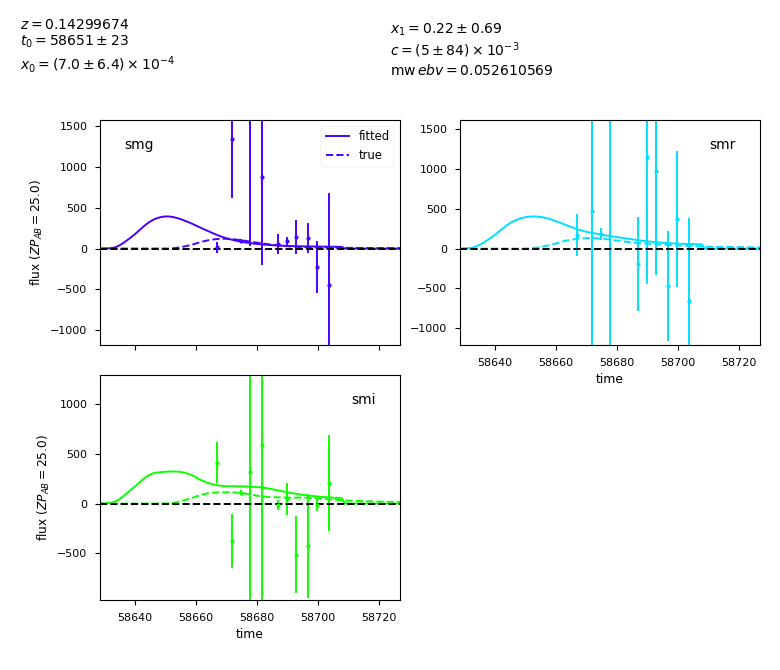 z = 0.14299674
t₀ = 58651 ± 23
x₀ = (7.0 ± 6.4) × 10⁻⁴
x₁ = 0.22 ± 0.69
c = (5 ± 84) × 10⁻³
mw ebv = 0.052610569
1500
1000
500
0
−500
−1000
flux (ZP_AB = 25.0)
smg
fitted
true
1500
1000
500
0
−500
−1000
smr
58640
58660
58680
58700
58720
time
1000
500
0
−500
flux (ZP_AB = 25.0)
smi
58640
58660
58680
58700
58720
time